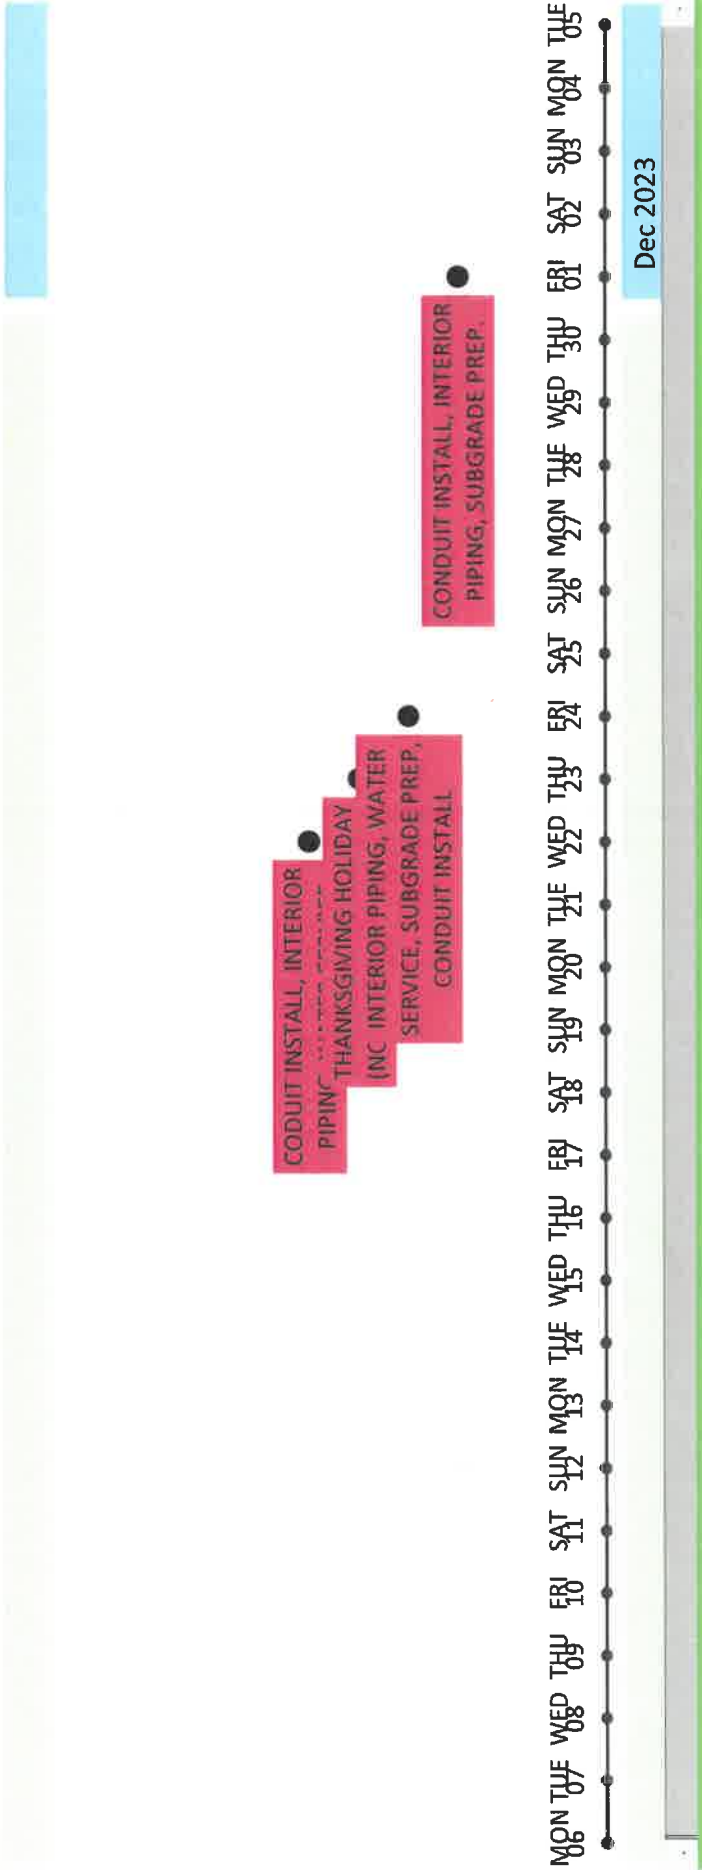 CODUIT INSTALL, INTERIOR
PIPING
THANKSGIVING HOLIDAY
(NC INTERIOR PIPING, WATER
SERVICE, SUBGRADE PREP,
CONDUIT INSTALL
CONDUIT INSTALL, INTERIOR
PIPING, SUBGRADE PREP.
MON TUE WED THU FRI SAT SUN MON TUE WED THU FRI SAT SUN MON TUE WED THU FRI SAT SUN MON TUE WED THU FRI SAT SUN MON TUE
06 07 08 09 10 11 12 13 14 15 16 17 18 19 20 21 22 23 24 25 26 27 28 29 30 01 02 03 04 05
Dec 2023